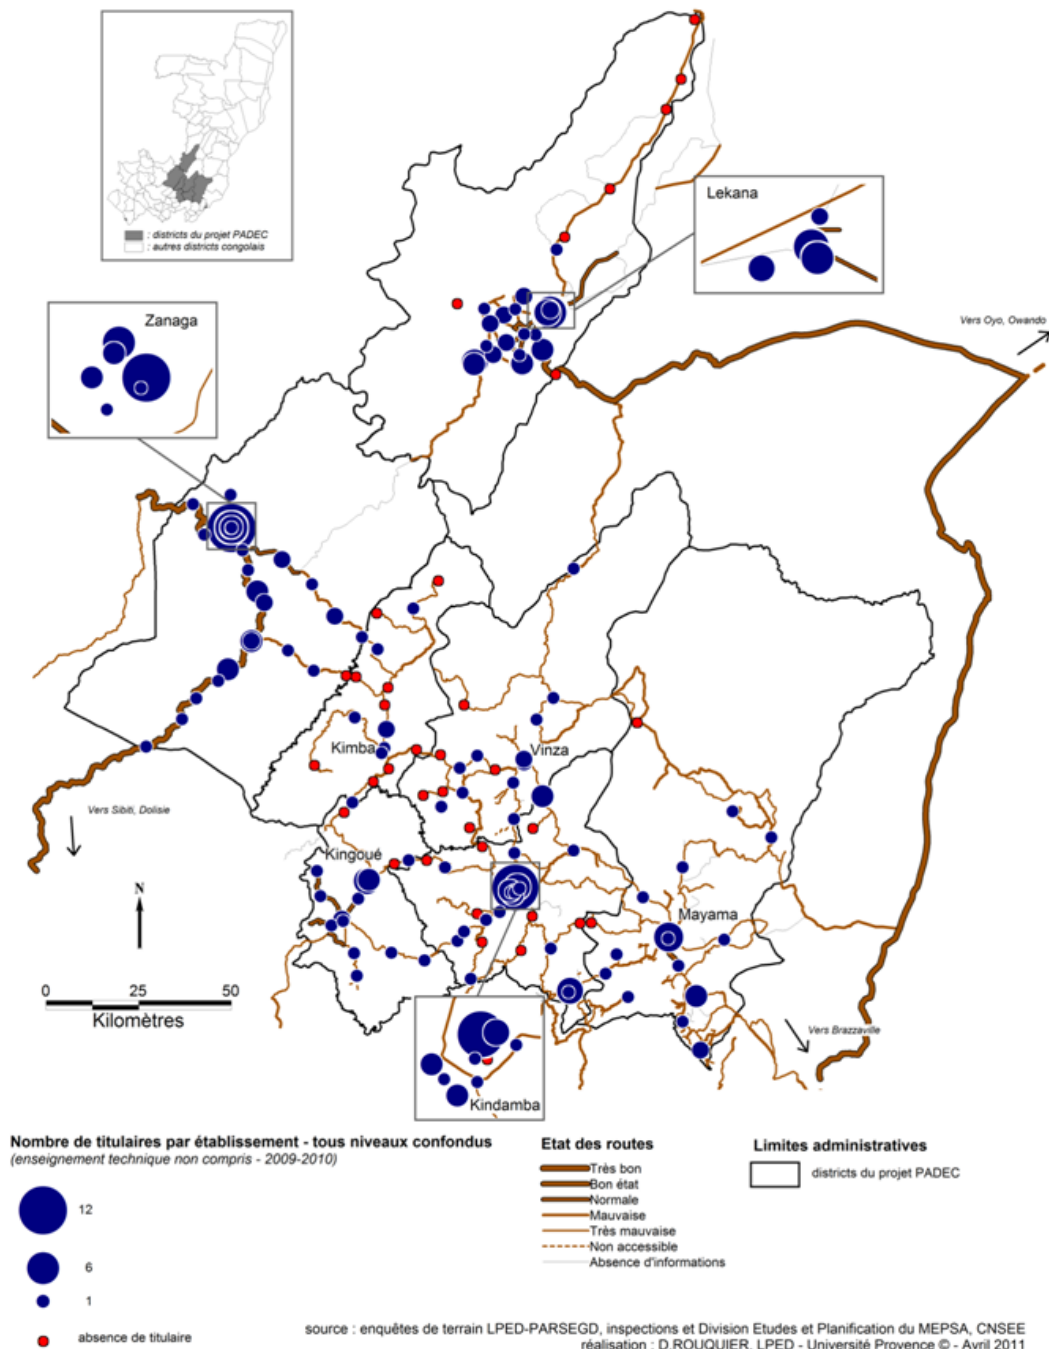 : districts du projet PADEC
: autres districts congolais
Lekana
Zanaga
Vers Oyo, Owando
Kimba
Vinza
Vers Sibiti, Dolisie
Kingoué
N
Mayama
0 25 50
Kilomètres
Vers Brazzaville
Kindamba
Nombre de titulaires par établissement - tous niveaux confondus
(enseignement technique non compris - 2009-2010)
12
6
1
absence de titulaire
Etat des routes
Très bon
Bon état
Normale
Mauvaise
Très mauvaise
Non accessible
Absence d'informations
Limites administratives
districts du projet PADEC
source : enquêtes de terrain LPED-PARSEGD, inspections et Division Etudes et Planification du MEPSA, CNSEE
réalisation : D.ROUQUIER, LPED - Université Provence © - Avril 2011